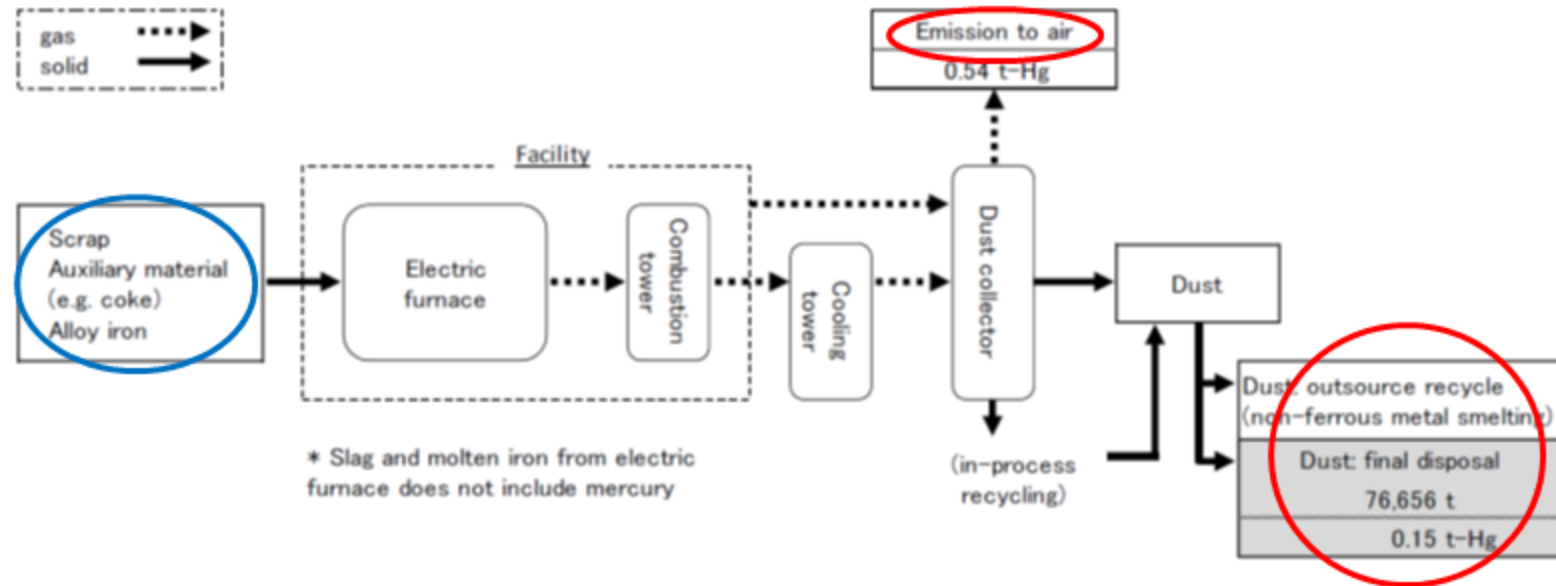 gas
solid
Emission to air
0.54 t-Hg
Facility
Scrap
Auxiliary material
(e.g. coke)
Alloy iron
Electric
furnace
Combustion
tower
Cooling
tower
Dust collector
Dust
Dust: outsource recycle
(non-ferrous metal smelting)
Dust: final disposal
76,656 t
0.15 t-Hg
(in-process
recycling)
* Slag and molten iron from electric
furnace does not include mercury